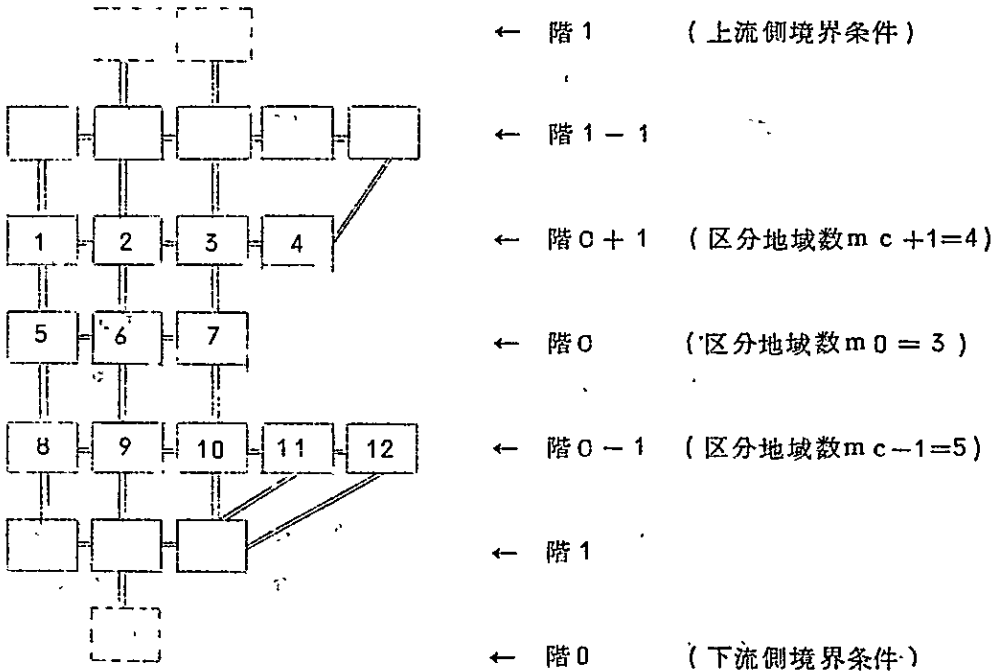 ← 階1 (上流側境界条件)
← 階1-1
1 2 3 4 ← 階0+1 (区分地域数mc+1=4)
5 6 7 ← 階0 (区分地域数m0=3)
8 9 10 11 12 ← 階0-1 (区分地域数mc-1=5)
← 階1
← 階0 (下流側境界条件)